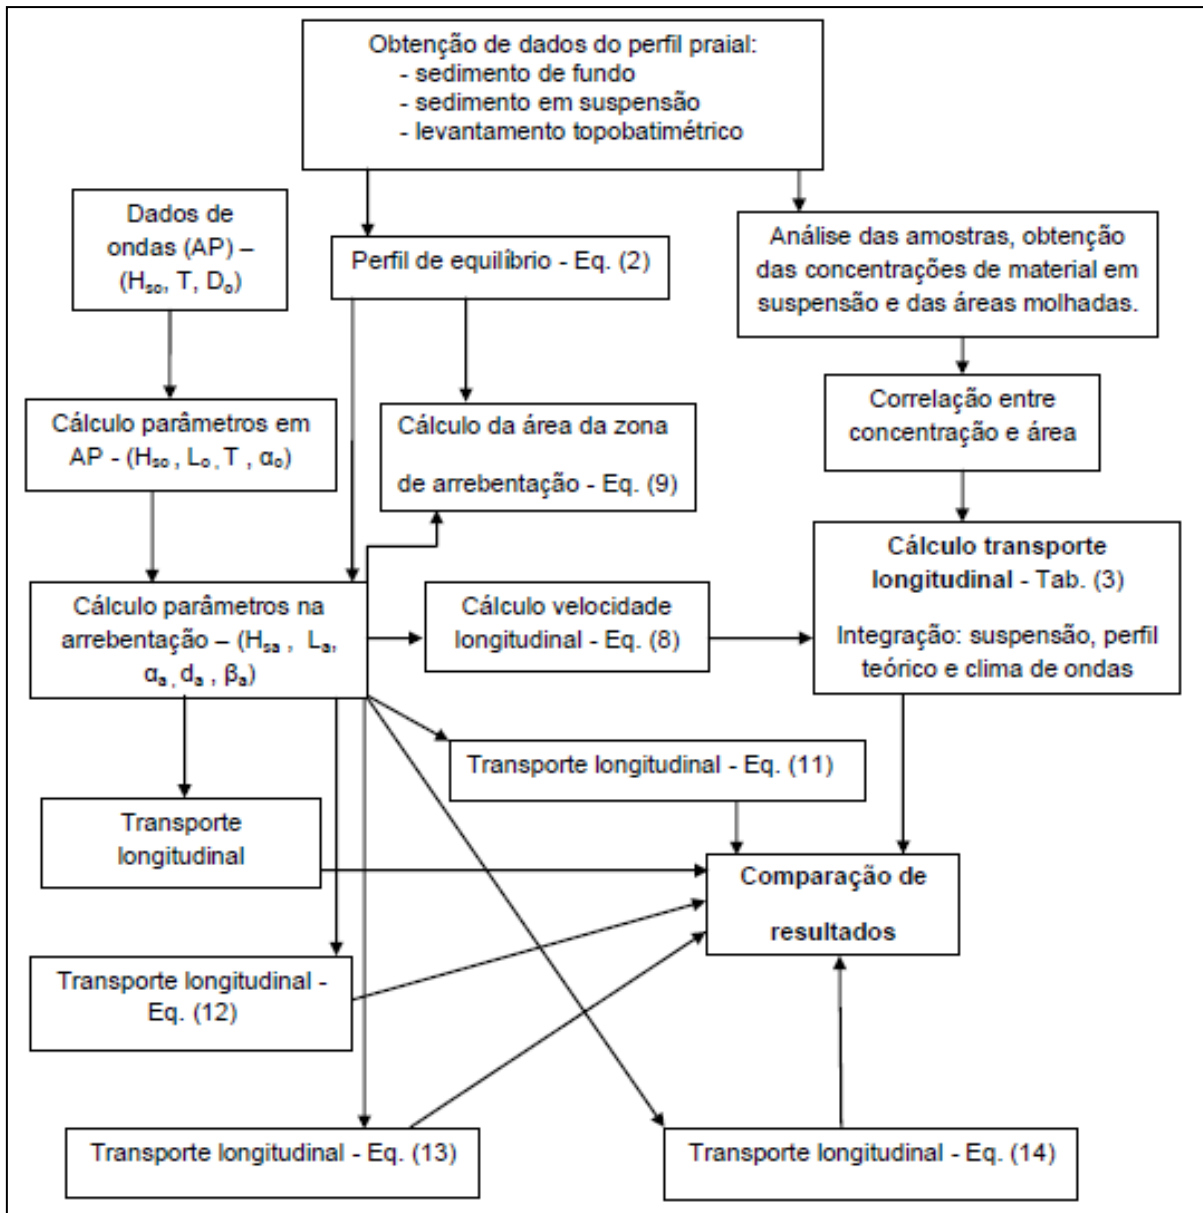 Obtenção de dados do perfil praial:
- sedimento de fundo
- sedimento em suspensão
- levantamento topobatimétrico
Dados de
ondas (AP) –
(Hₛₒ, T, Dₒ)
Perfil de equilíbrio - Eq. (2)
Análise das amostras, obtenção
das concentrações de material em
suspensão e das áreas molhadas.
Cálculo parâmetros em
AP - (Hₛₒ , Lₒ , T , αₒ)
Cálculo da área da zona
de arrebentação - Eq. (9)
Correlação entre
concentração e área
Cálculo parâmetros na
arrebentação – (Hₛₐ , Lₐ,
αₐ , dₐ , βₐ)
Cálculo velocidade
longitudinal - Eq. (8)
Cálculo transporte
longitudinal - Tab. (3)
Integração: suspensão, perfil
teórico e clima de ondas
Transporte longitudinal - Eq. (11)
Transporte
longitudinal
Comparação de
resultados
Transporte longitudinal -
Eq. (12)
Transporte longitudinal - Eq. (13)
Transporte longitudinal - Eq. (14)